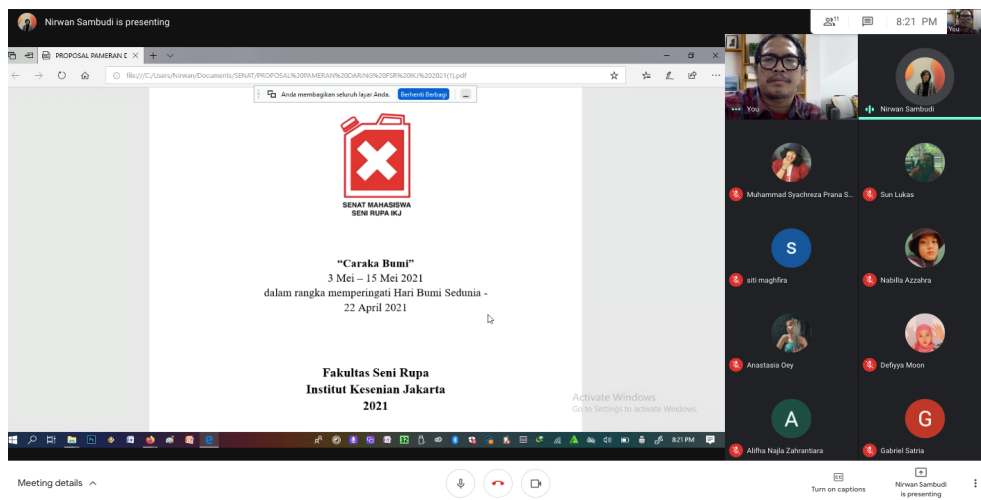 Nirwan Sambudi is presenting
11
8:21 PM
You
PROPOSAL PAMERAN D
file:///C:/Users/Nirwan/Documents/SENAT/PROPOSAL%20PAMERAN%20DARING%20FSR%20IKJ%202021(1).pdf
Anda membagikan seluruh layar Anda.
Berhenti Berbagi
SENAT MAHASISWA
SENI RUPA IKJ
“Caraka Bumi”
3 Mei – 15 Mei 2021
dalam rangka memperingati Hari Bumi Sedunia -
22 April 2021
Fakultas Seni Rupa
Institut Kesenian Jakarta
2021
Activate Windows
Go to Settings to activate Windows.
8:21 PM
You
Nirwan Sambudi
Muhammad Syachreza Prana S...
Sun Lukas
S
siti maghfira
Nabilla Azzahra
Anastasia Oey
Defiyya Moon
A
Alifha Najla Zahrantiara
G
Gabriel Satria
Meeting details
Turn on captions
Nirwan Sambudi
is presenting